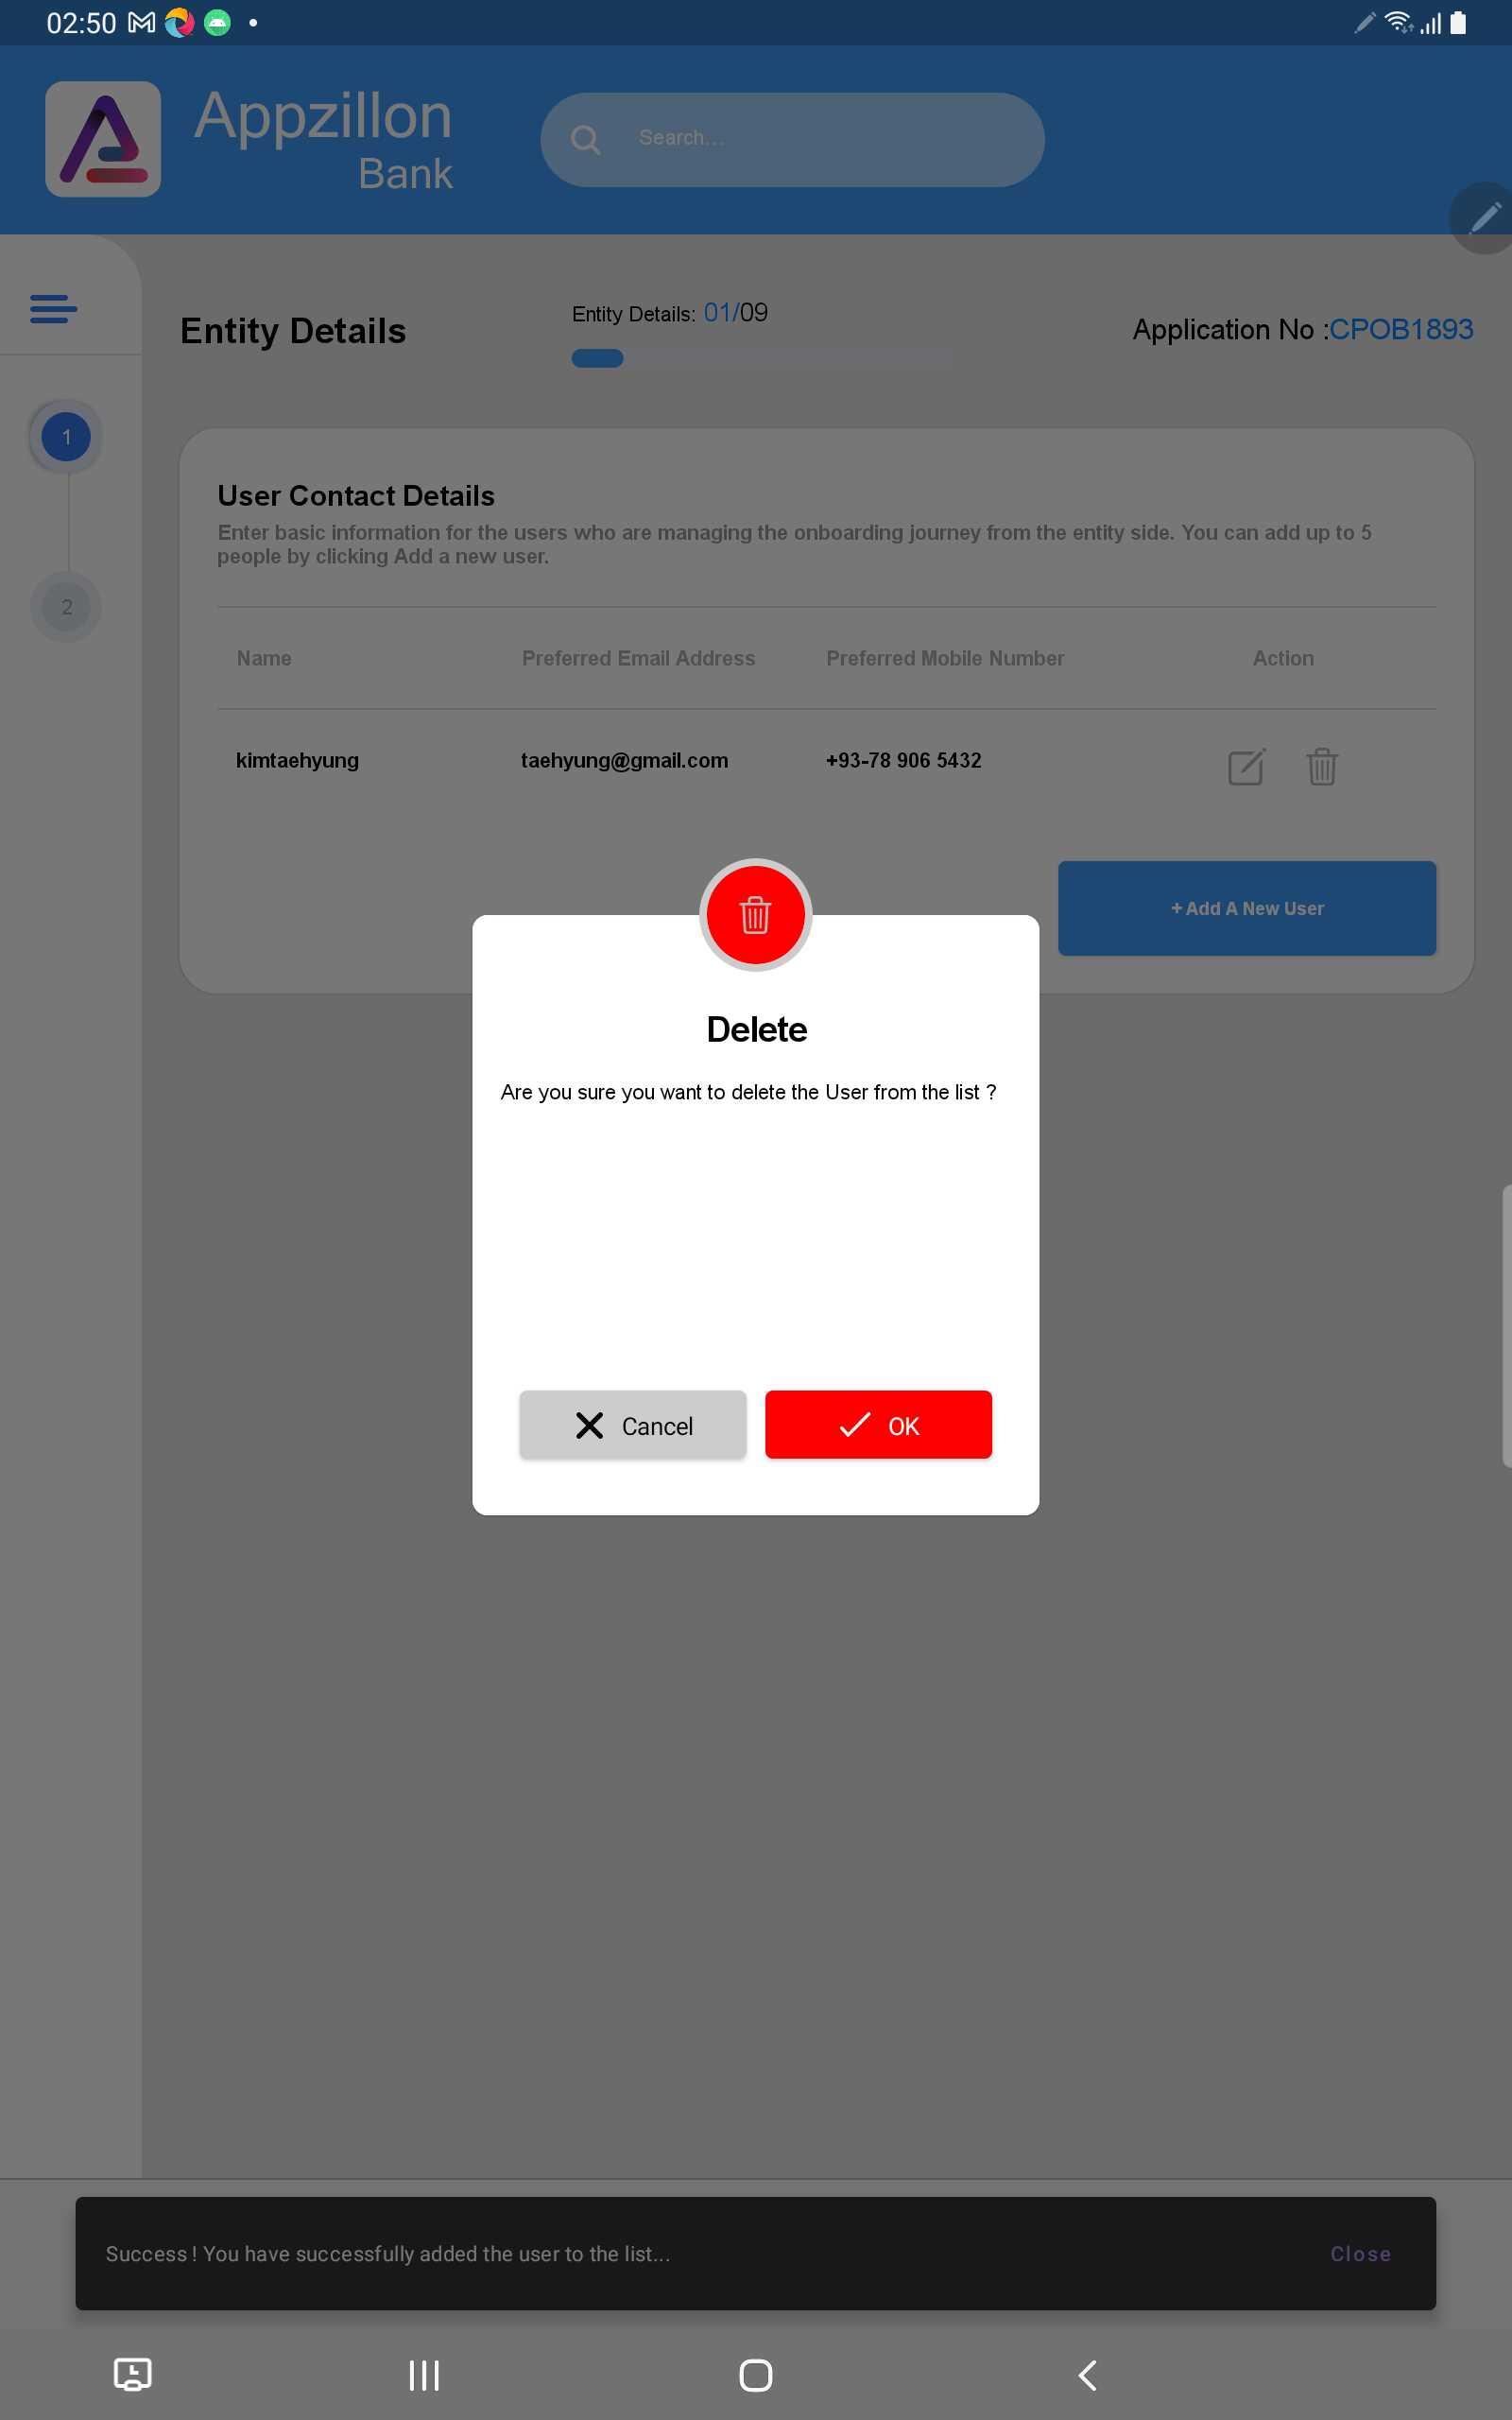 02:50
Appzillon
Bank
Search...
Entity Details
Entity Details: 01/09
Application No :CPOB1893
1
2
User Contact Details
Enter basic information for the users who are managing the onboarding journey from the entity side. You can add up to 5
people by clicking Add a new user.
Name Preferred Email Address Preferred Mobile Number Action
kimtaehyung taehyung@gmail.com +93-78 906 5432
+ Add A New User
Delete
Are you sure you want to delete the User from the list ?
Cancel OK
Success ! You have successfully added the user to the list... Close